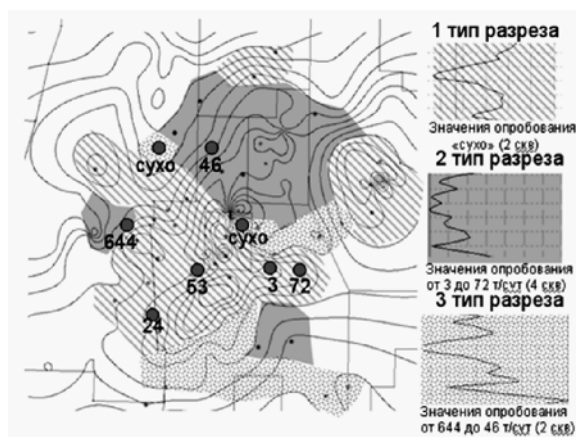 1 тип разреза
Значения опробования
«сухо» (2 скв)
2 тип разреза
Значения опробования
от 3 до 72 т/сут (4 скв)
3 тип разреза
Значения опробования
от 644 до 46 т/сут (2 скв)
сухо
46
644
сухо
53
3
72
24